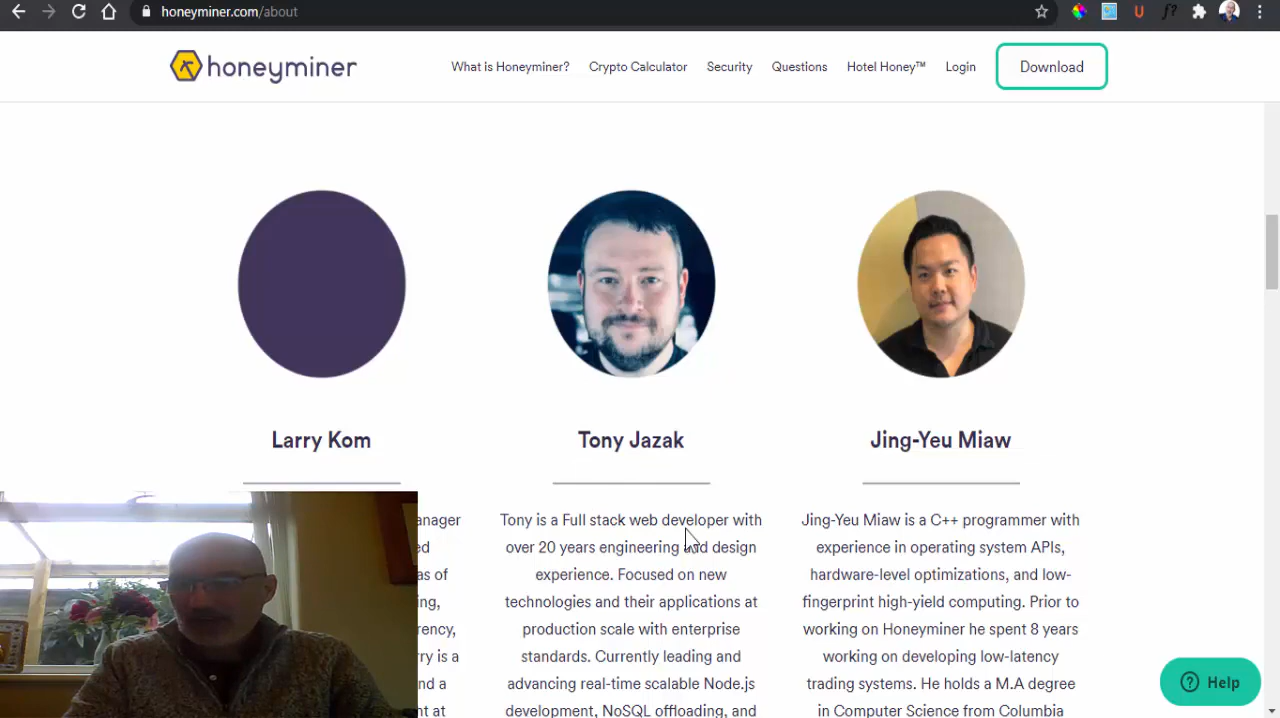 honeyminer.com/about
honeyminer
What is Honeyminer? Crypto Calculator Security Questions Hotel Honey™ Login Download
Larry Kom
Tony Jazak
Jing-Yeu Miaw
anager
ed
as of
ing,
rency,
rry is a
nd a
nt at
Tony is a Full stack web developer with
over 20 years engineering and design
experience. Focused on new
technologies and their applications at
production scale with enterprise
standards. Currently leading and
advancing real-time scalable Node.js
development, NoSQL offloading, and
Jing-Yeu Miaw is a C++ programmer with
experience in operating system APIs,
hardware-level optimizations, and low-
fingerprint high-yield computing. Prior to
working on Honeyminer he spent 8 years
working on developing low-latency
trading systems. He holds a M.A degree
in Computer Science from Columbia
Help